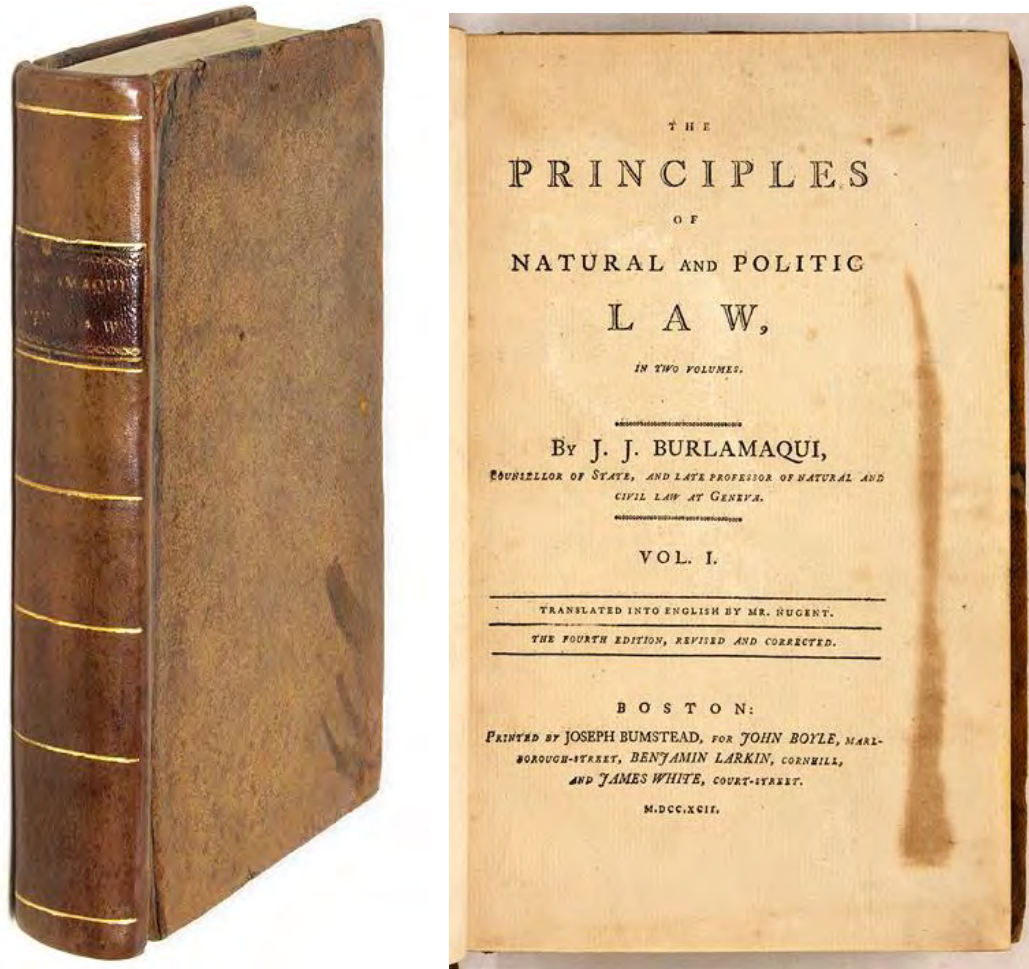 AMAQUI
W
THE
PRINCIPLES
OF
NATURAL AND POLITIC
LAW,
IN TWO VOLUMES.
BY J. J. BURLAMAQUI,
COUNSELLOR OF STATE, AND LATE PROFESSOR OF NATURAL AND
CIVIL LAW AT GENEVA.
VOL. I.
TRANSLATED INTO ENGLISH BY MR. NUGENT.
THE FOURTH EDITION, REVISED AND CORRECTED.
BOSTON:
PRINTED BY JOSEPH BUMSTEAD, FOR JOHN BOYLE, MARL-
BOROUGH-STREET, BENJAMIN LARKIN, CORNHILL,
AND JAMES WHITE, COURT-STREET.
M.DCC.XCII.